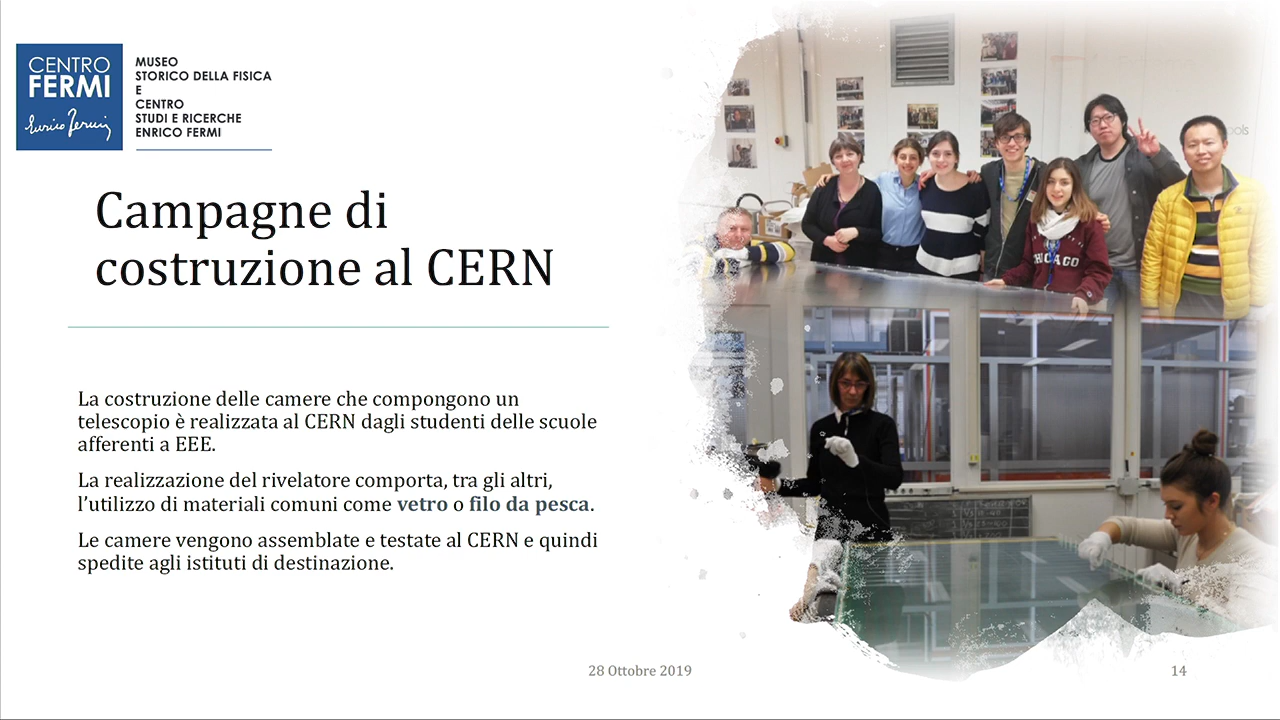 CENTRO
FERMI
Enrico Fermi
MUSEO
STORICO DELLA FISICA
E
CENTRO
STUDI E RICERCHE
ENRICO FERMI
Campagne di
costruzione al CERN
La costruzione delle camere che compongono un
telescopio è realizzata al CERN dagli studenti delle scuole
afferenti a EEE.
La realizzazione del rivelatore comporta, tra gli altri,
l’utilizzo di materiali comuni come vetro o filo da pesca.
Le camere vengono assemblate e testate al CERN e quindi
spedite agli istituti di destinazione.
CHICAGO
28 Ottobre 2019
14